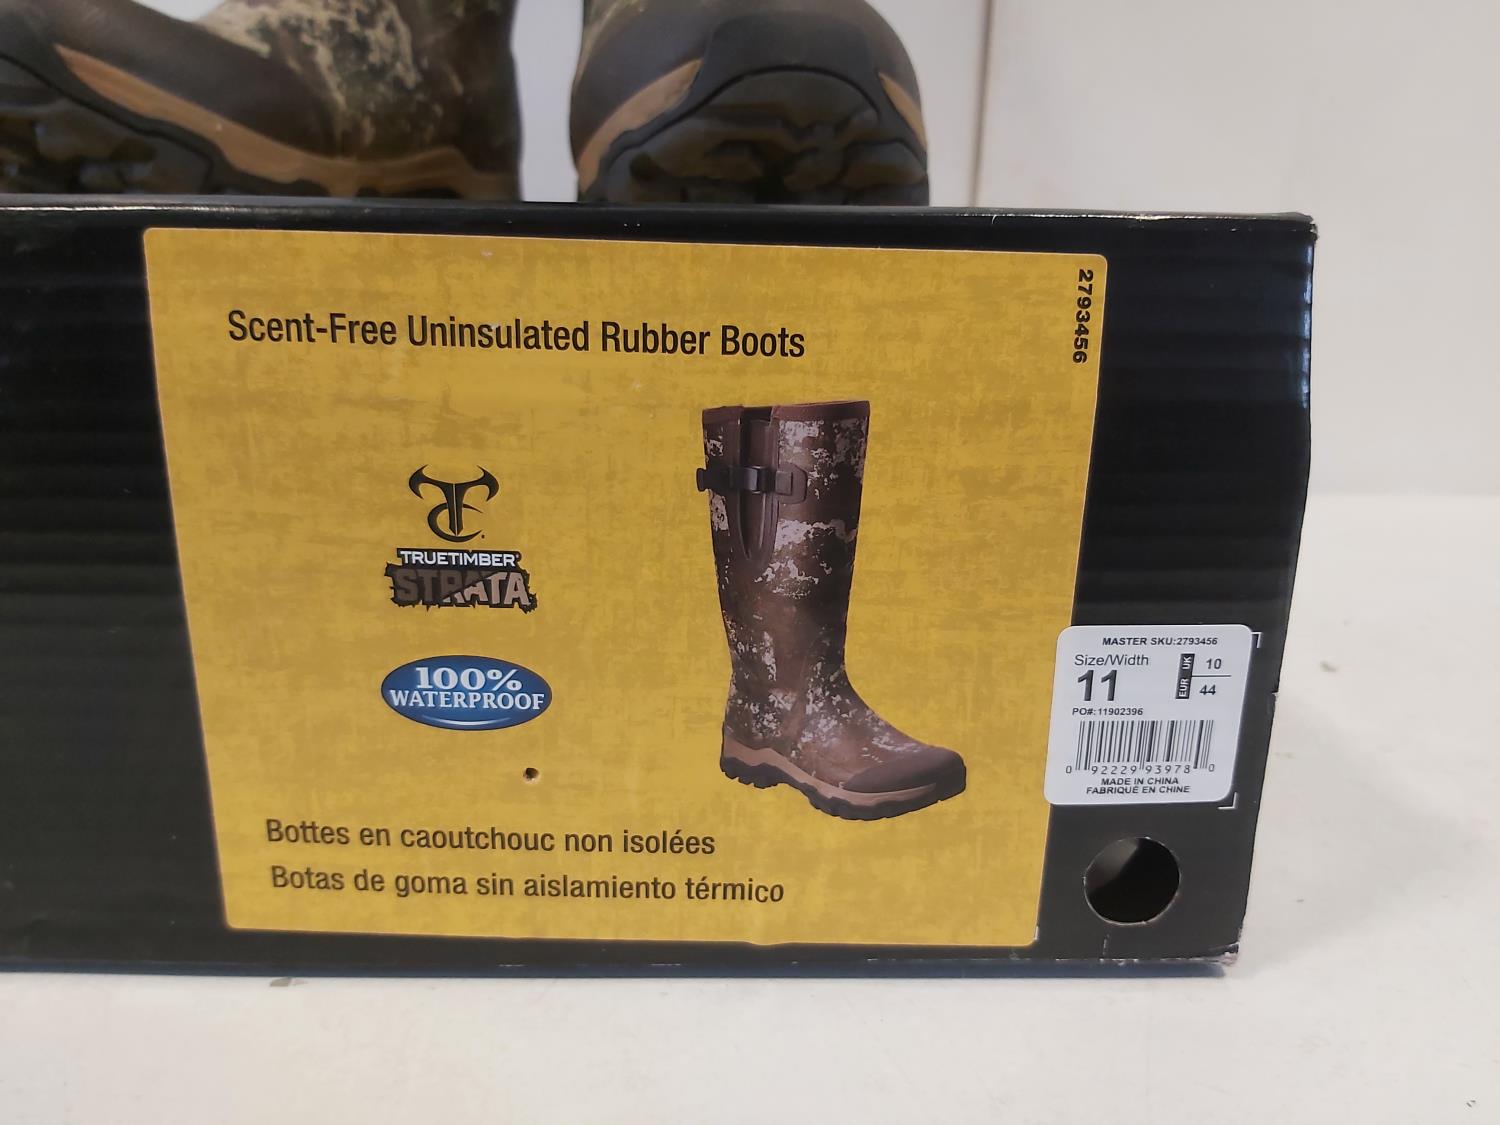 Scent-Free Uninsulated Rubber Boots
2793456
TRUETIMBER®
STRATA
100%
WATERPROOF
Bottes en caoutchouc non isolées
Botas de goma sin aislamiento térmico
MASTER SKU:2793456
Size/Width
11
UK 10
EUR 44
PO#:11902396
0 92229 93978 0
MADE IN CHINA
FABRIQUÉ EN CHINE